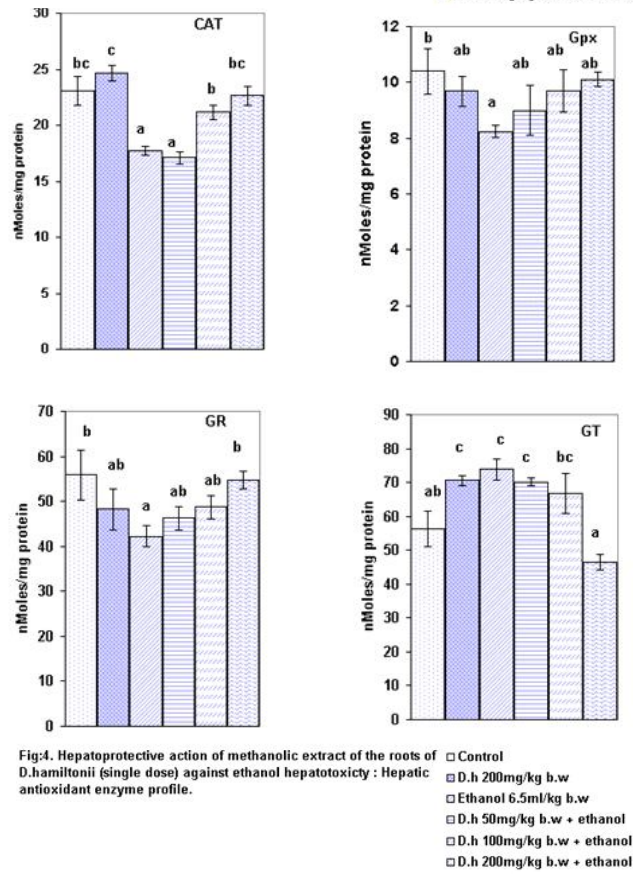 CAT
30
25
20
15
10
5
0
nMoles/mg protein
bc
c
a
a
b
bc
Gpx
12
10
8
6
4
2
0
nMoles/mg protein
b
ab
a
ab
ab
ab
GR
70
60
50
40
30
20
10
0
nMoles/mg protein
b
ab
a
ab
ab
b
GT
90
80
70
60
50
40
30
20
10
0
nMoles/mg protein
ab
c
c
c
bc
a
Fig:4. Hepatoprotective action of methanolic extract of the roots of
D.hamiltonii (single dose) against ethanol hepatotoxicty : Hepatic
antioxidant enzyme profile.
Control
D.h 200mg/kg b.w
Ethanol 6.5ml/kg b.w
D.h 50mg/kg b.w + ethanol
D.h 100mg/kg b.w + ethanol
D.h 200mg/kg b.w + ethanol